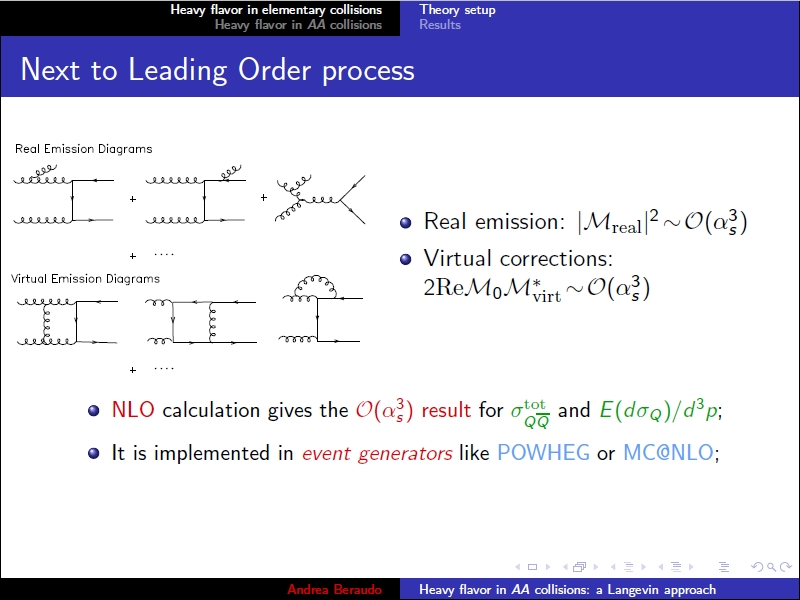 Heavy flavor in elementary collisions
Heavy flavor in AA collisions
Theory setup
Results
Next to Leading Order process
Real Emission Diagrams
+
+
+ ....
Virtual Emission Diagrams
+ ....
Real emission: |ℳ_real|² ∼ 𝒪(α_s³)
Virtual corrections:
2Reℳ₀ℳ*_virt ∼ 𝒪(α_s³)
NLO calculation gives the 𝒪(α_s³) result for σ^tot_QQ̅ and E(dσ_Q)/d³p;
It is implemented in event generators like POWHEG or MC@NLO;
Andrea Beraudo
Heavy flavor in AA collisions: a Langevin approach